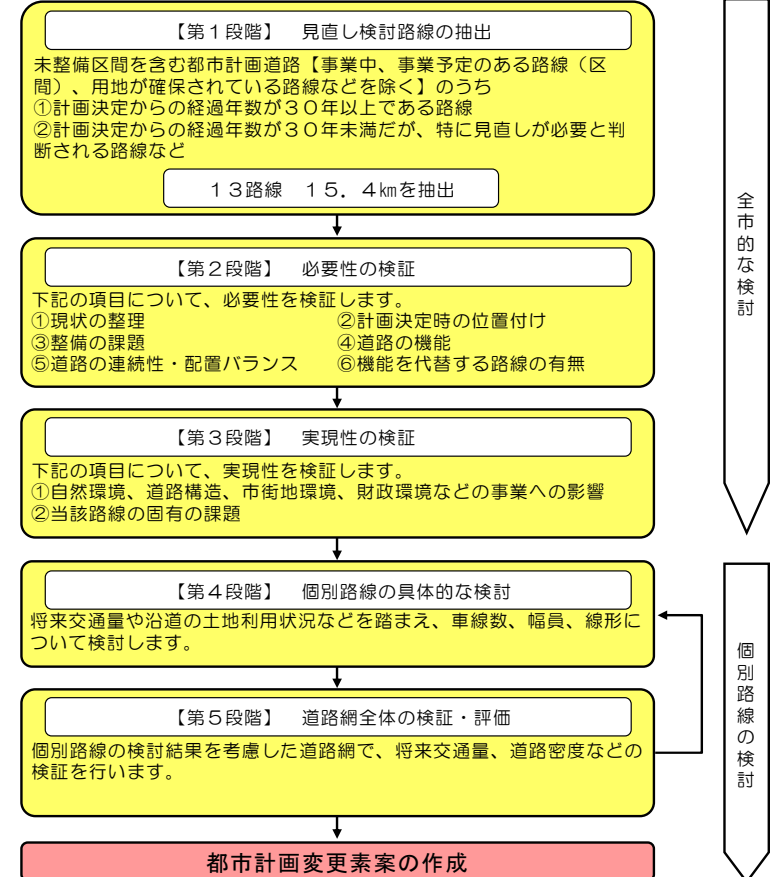 【第１段階】　見直し検討路線の抽出
未整備区間を含む都市計画道路【事業中、事業予定のある路線（区
間）、用地が確保されている路線などを除く】のうち
①計画決定からの経過年数が３０年以上である路線
②計画決定からの経過年数が３０年未満だが、特に見直しが必要と判
断される路線など
１３路線　１５．４㎞を抽出
【第２段階】　必要性の検証
下記の項目について、必要性を検証します。
①現状の整理　②計画決定時の位置付け
③整備の課題　④道路の機能
⑤道路の連続性・配置バランス　⑥機能を代替する路線の有無
【第３段階】　実現性の検証
下記の項目について、実現性を検証します。
①自然環境、道路構造、市街地環境、財政環境などの事業への影響
②当該路線の固有の課題
全市的な検討
【第４段階】　個別路線の具体的な検討
将来交通量や沿道の土地利用状況などを踏まえ、車線数、幅員、線形に
ついて検討します。
【第５段階】　道路網全体の検証・評価
個別路線の検討結果を考慮した道路網で、将来交通量、道路密度などの
検証を行います。
個別路線の検討
都市計画変更素案の作成